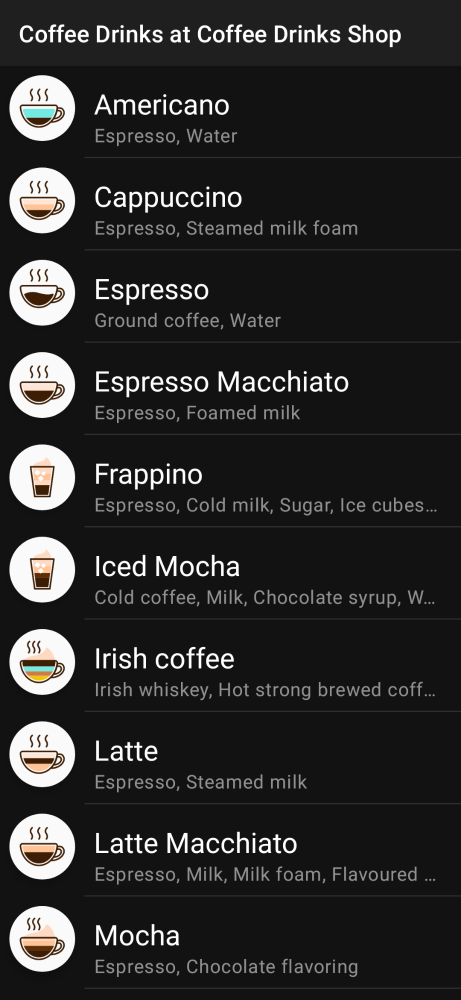 Coffee Drinks at Coffee Drinks Shop
Americano
Espresso, Water
Cappuccino
Espresso, Steamed milk foam
Espresso
Ground coffee, Water
Espresso Macchiato
Espresso, Foamed milk
Frappino
Espresso, Cold milk, Sugar, Ice cubes…
Iced Mocha
Cold coffee, Milk, Chocolate syrup, W…
Irish coffee
Irish whiskey, Hot strong brewed coff…
Latte
Espresso, Steamed milk
Latte Macchiato
Espresso, Milk, Milk foam, Flavoured …
Mocha
Espresso, Chocolate flavoring